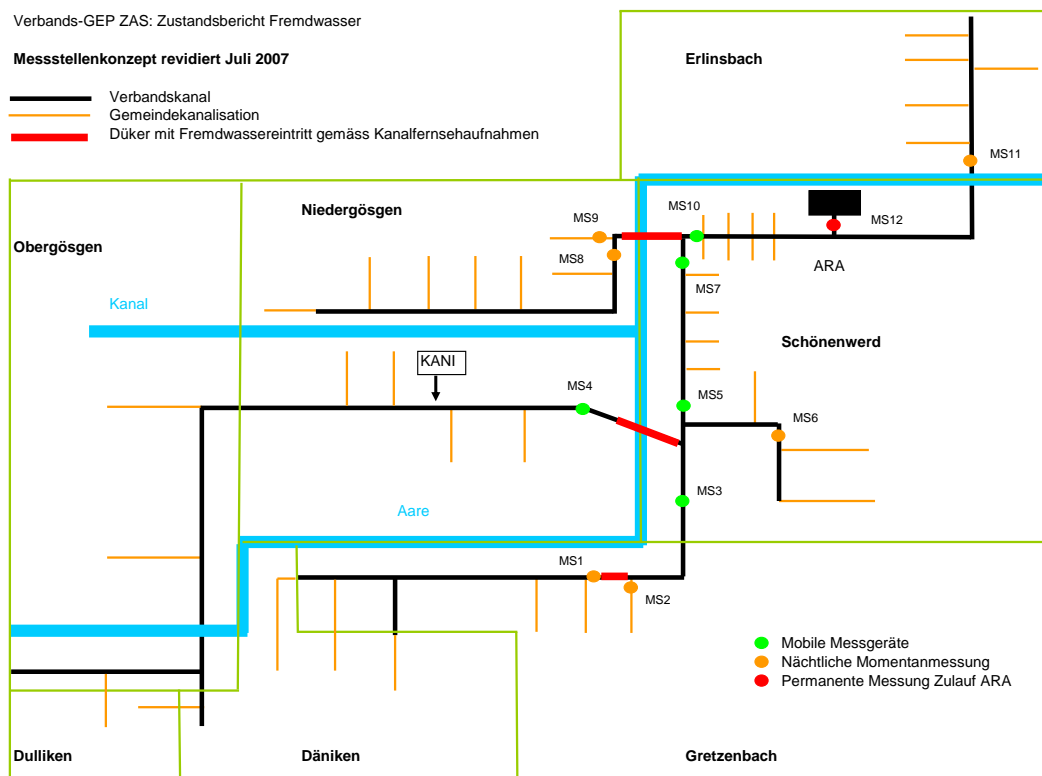 Verbands-GEP ZAS: Zustandsbericht Fremdwasser
Messstellenkonzept revidiert Juli 2007
Verbandskanal
Gemeindekanalisation
Düker mit Fremdwassereintritt gemäss Kanalfernsehaufnahmen
Erlinsbach
MS11
Niedergösgen
MS9
MS10
MS12
Obergösgen
MS8
ARA
MS7
Kanal
Schönenwerd
KANI
MS4
MS5
MS6
MS3
Aare
MS1
MS2
Mobile Messgeräte
Nächtliche Momentanmessung
Permanente Messung Zulauf ARA
Dulliken
Däniken
Gretzenbach